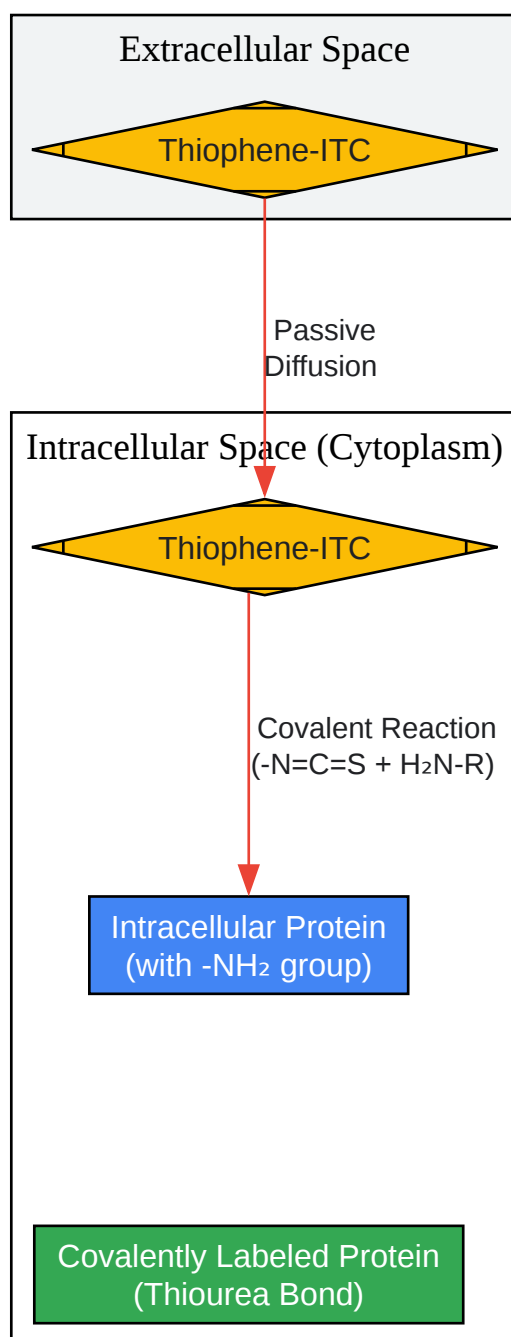 Extracellular Space
Thiophene-ITC
Passive
Diffusion
Intracellular Space (Cytoplasm)
Thiophene-ITC
Covalent Reaction
(-N=C=S + H₂N-R)
Intracellular Protein
(with -NH₂ group)
Covalently Labeled Protein
(Thiourea Bond)